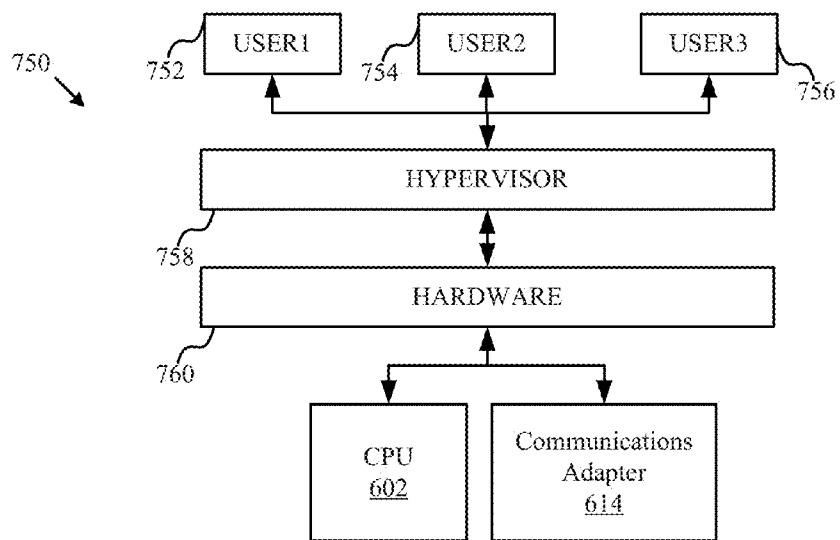 USER1
USER2
USER3
750
752
754
756
HYPERVISOR
758
HARDWARE
760
CPU
602
Communications
Adapter
614